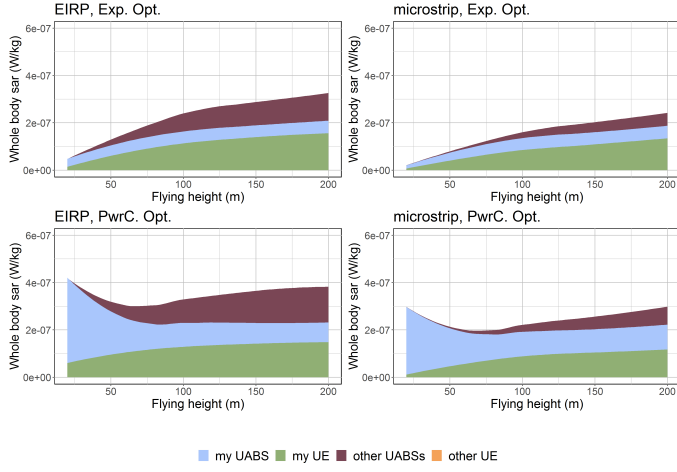 EIRP, Exp. Opt.
microstrip, Exp. Opt.
Whole body sar (W/kg)
6e-07
4e-07
2e-07
0e+00
50
100
150
200
Flying height (m)
Whole body sar (W/kg)
6e-07
4e-07
2e-07
0e+00
50
100
150
200
Flying height (m)
EIRP, PwrC. Opt.
microstrip, PwrC. Opt.
Whole body sar (W/kg)
6e-07
4e-07
2e-07
0e+00
50
100
150
200
Flying height (m)
Whole body sar (W/kg)
6e-07
4e-07
2e-07
0e+00
50
100
150
200
Flying height (m)
my UABS my UE other UABSs other UE